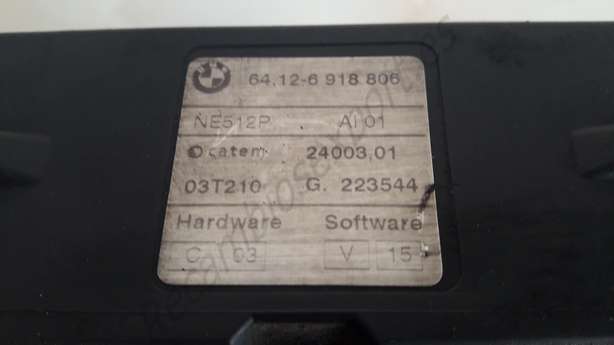 64.12-6 918 806
NE512P AI 01
catem 24003.01
03T210 G. 223544
Hardware Software
C 03 V 15